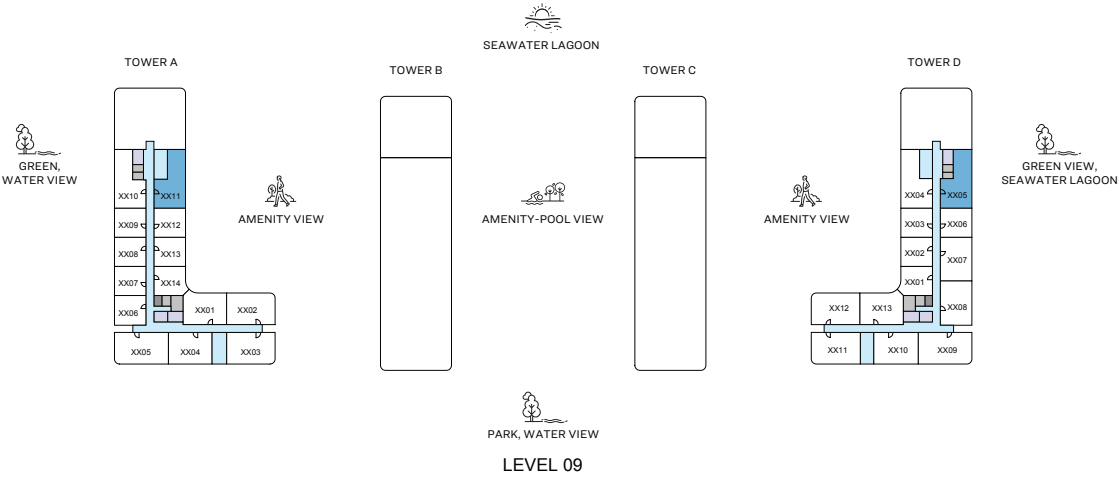 SEAWATER LAGOON
TOWER A
TOWER B
TOWER C
TOWER D
GREEN,
WATER VIEW
AMENITY VIEW
AMENITY-POOL VIEW
AMENITY VIEW
GREEN VIEW,
SEAWATER LAGOON
XX10 XX11
XX09 XX12
XX08 XX13
XX07 XX14
XX06
XX01 XX02
XX05 XX04 XX03
XX04 XX05
XX03 XX06
XX02 XX07
XX01
XX12 XX13 XX08
XX11 XX10 XX09
PARK, WATER VIEW
LEVEL 09